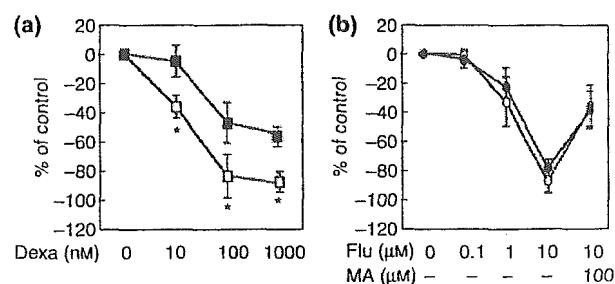 (a)
% of control
20
0
−20
−40
−60
−80
−100
−120
* * *
Dexa (nM) 0 10 100 1000
(b)
% of control
20
0
−20
−40
−60
−80
−100
−120
Flu (μM) 0 0.1 1 10 10
MA (μM) – – – – 100